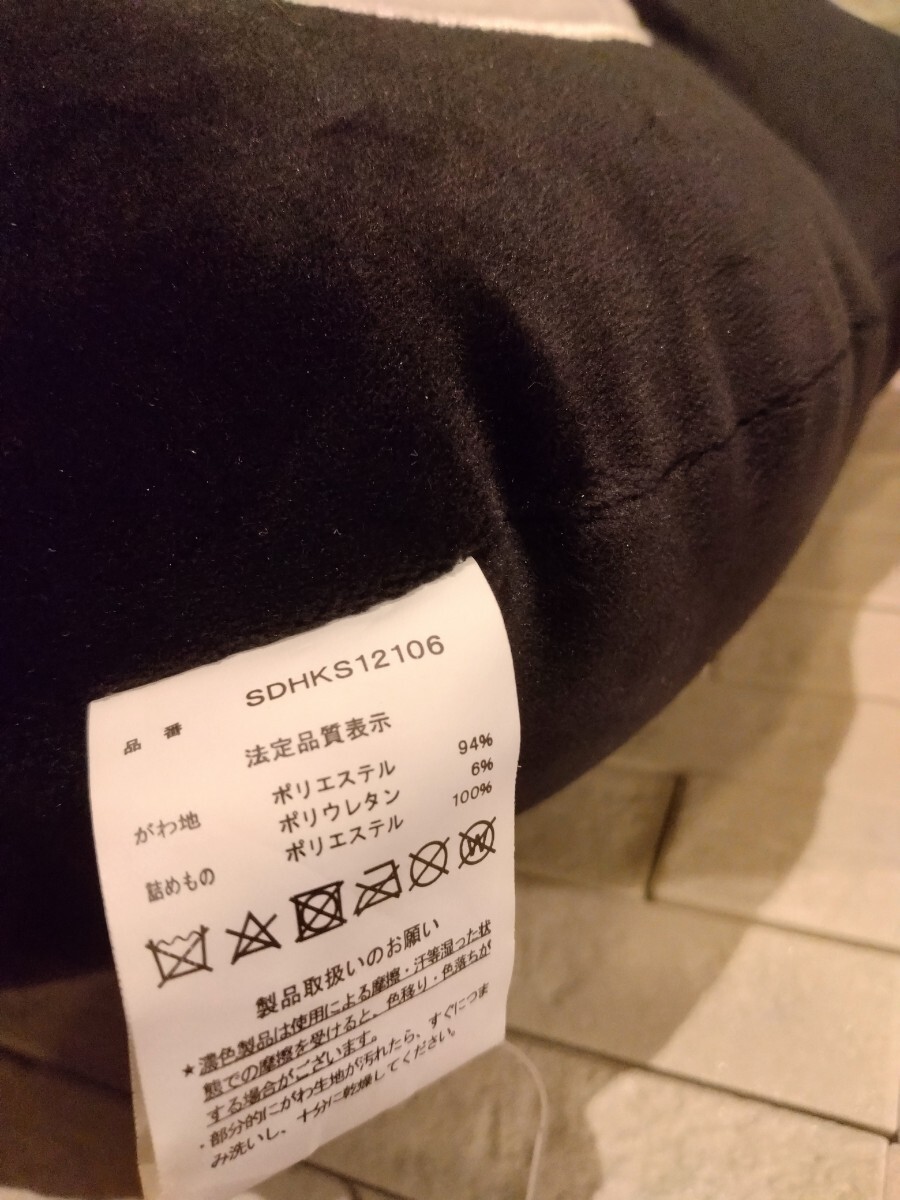 品番 SDHKS12106
法定品質表示
がわ地 ポリエステル 94%
ポリウレタン 6%
詰めもの ポリエステル 100%
W
製品取扱いのお願い
★濃色製品は使用による摩擦・汗等湿った状
態での摩擦を受けると、色移り・色落ちが
する場合がございます。
・部分的にがわ生地が汚れたら、すぐにつま
み洗いし、十分に乾燥してください。